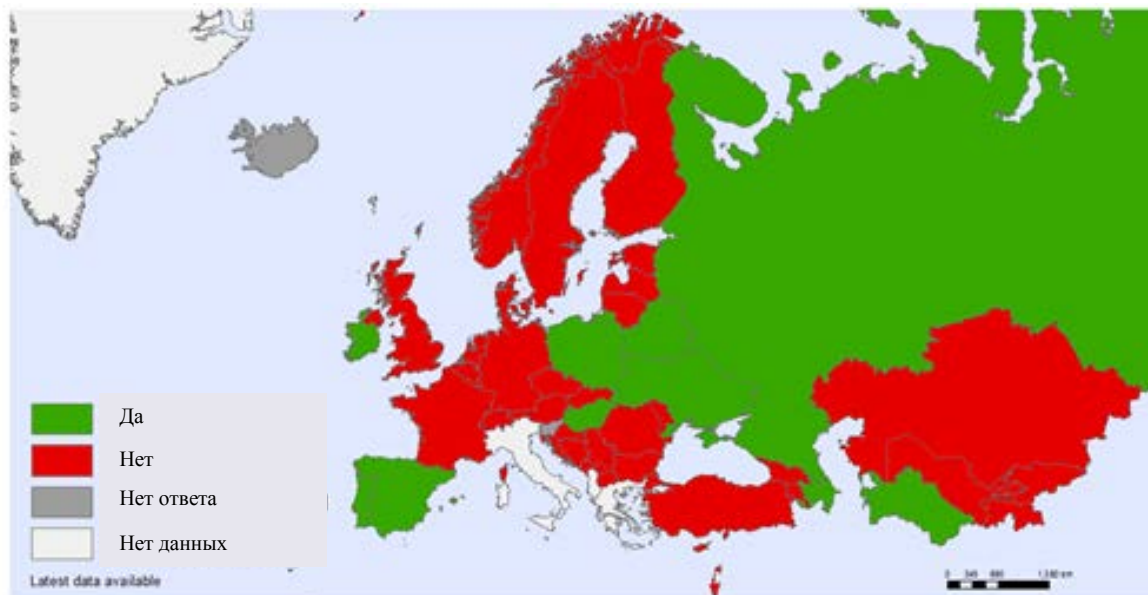 Да
Нет
Нет ответа
Нет данных
Latest data available